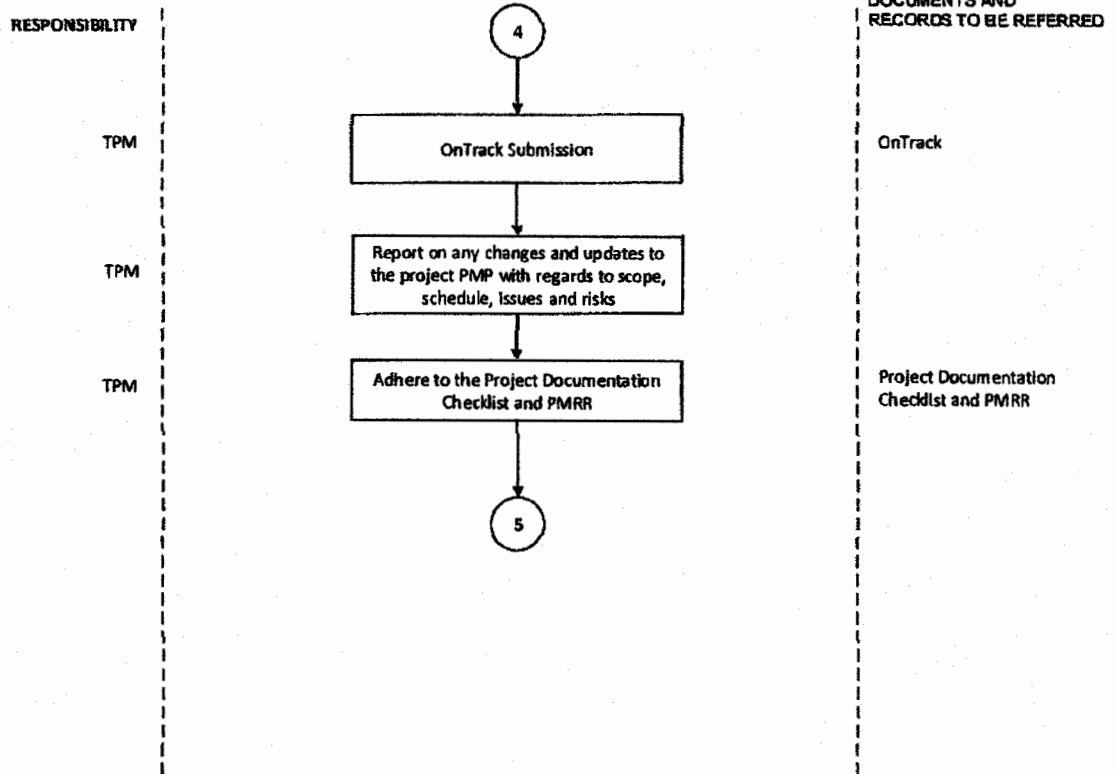 RESPONSIBILITY
DOCUMENTS AND
RECORDS TO BE REFERRED
4
TPM
OnTrack Submission
OnTrack
TPM
Report on any changes and updates to
the project PMP with regards to scope,
schedule, issues and risks
TPM
Adhere to the Project Documentation
Checklist and PMRR
Project Documentation
Checklist and PMRR
5